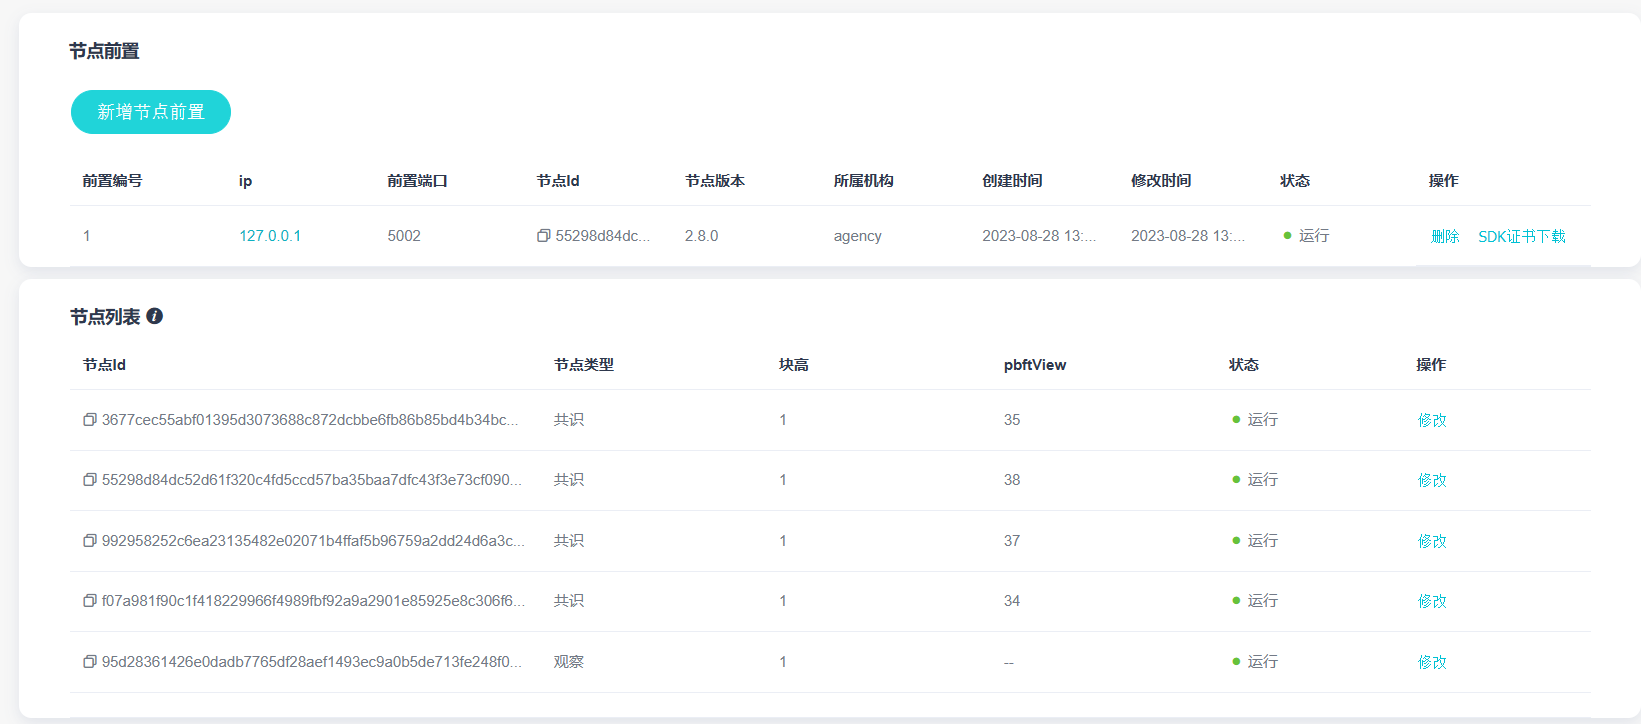 节点前置
新增节点前置
前置编号 ip 前置端口 节点Id 节点版本 所属机构 创建时间 修改时间 状态 操作
1 127.0.0.1 5002 55298d84dc... 2.8.0 agency 2023-08-28 13:... 2023-08-28 13:... 运行 删除 SDK证书下载
节点列表
节点Id 节点类型 块高 pbftView 状态 操作
3677cec55abf01395d3073688c872dcbbe6fb86b85bd4b34bc... 共识 1 35 运行 修改
55298d84dc52d61f320c4fd5ccd57ba35baa7dfc43f3e73cf090... 共识 1 38 运行 修改
992958252c6ea23135482e02071b4ffaf5b96759a2dd24d6a3c... 共识 1 37 运行 修改
f07a981f90c1f418229966f4989fbf92a9a2901e85925e8c306f6... 共识 1 34 运行 修改
95d28361426e0dadb7765df28aef1493ec9a0b5de713fe248f0... 观察 1 -- 运行 修改